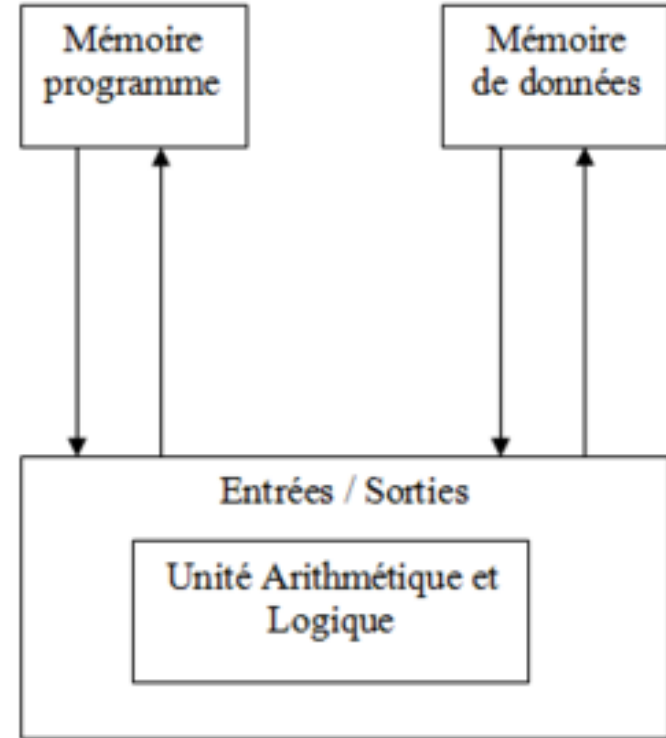 Mémoire
programme
Mémoire
de données
Entrées / Sorties
Unité Arithmétique et
Logique